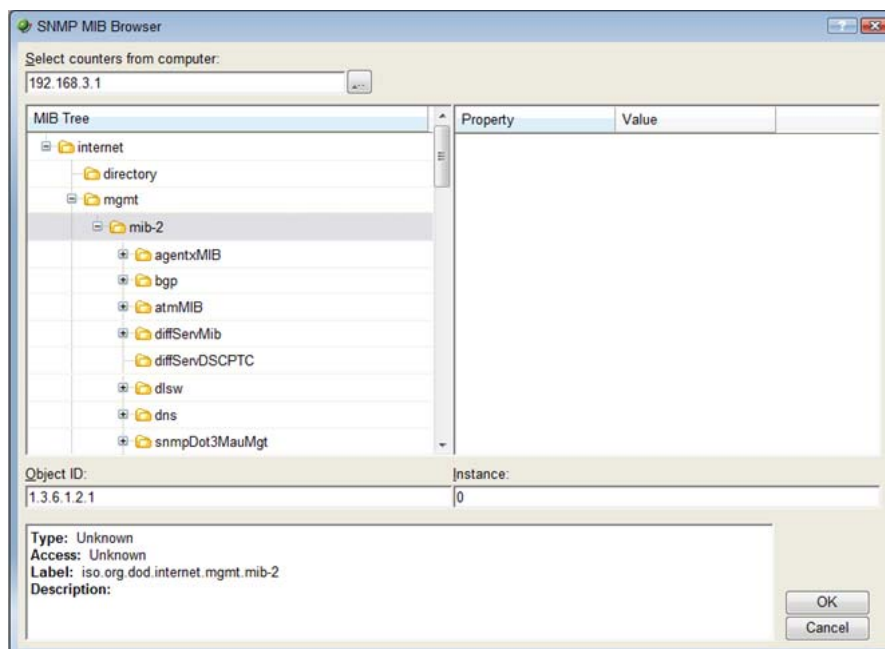 SNMP MIB Browser
Select counters from computer:
192.168.3.1
...
MIB Tree
Property Value
internet
directory
mgmt
mib-2
agentxMIB
bgp
atmMIB
diffServMib
diffServDSCPTC
dlsw
dns
snmpDot3MauMgt
Object ID: Instance:
1.3.6.1.2.1 0
Type: Unknown
Access: Unknown
Label: iso.org.dod.internet.mgmt.mib-2
Description:
OK
Cancel